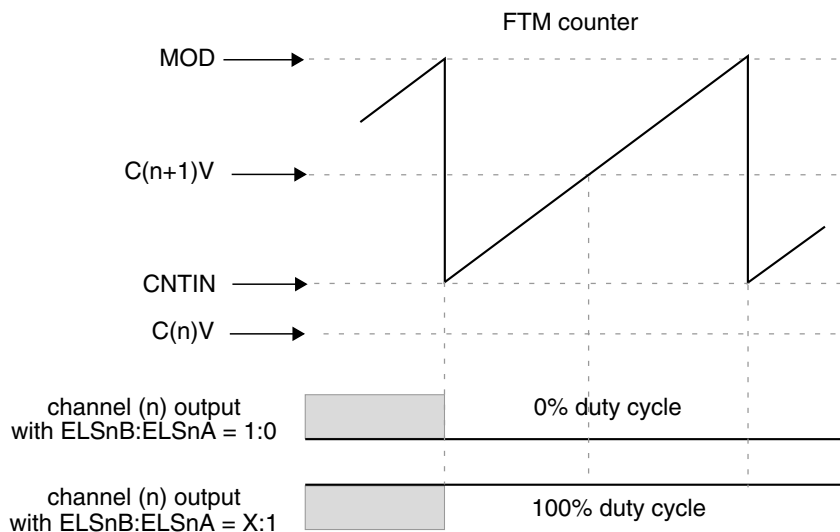 FTM counter
MOD
C(n+1)V
CNTIN
C(n)V
channel (n) output
with ELSnB:ELSnA = 1:0
0% duty cycle
channel (n) output
with ELSnB:ELSnA = X:1
100% duty cycle